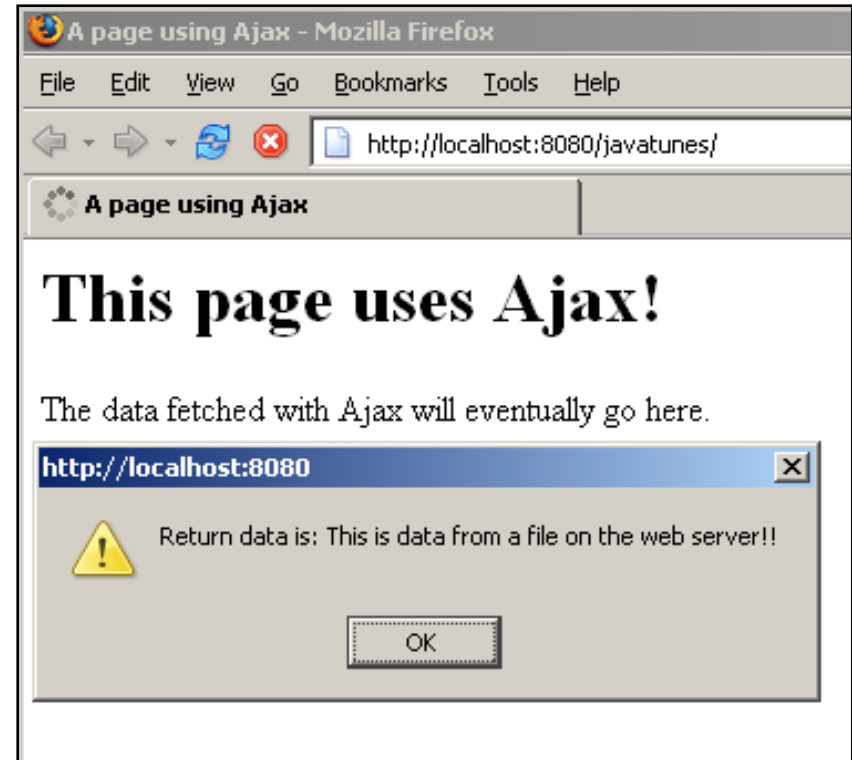 A page using Ajax - Mozilla Firefox
File Edit View Go Bookmarks Tools Help
http://localhost:8080/javatunes/
A page using Ajax
This page uses Ajax!
The data fetched with Ajax will eventually go here.
http://localhost:8080
Return data is: This is data from a file on the web server!!
OK